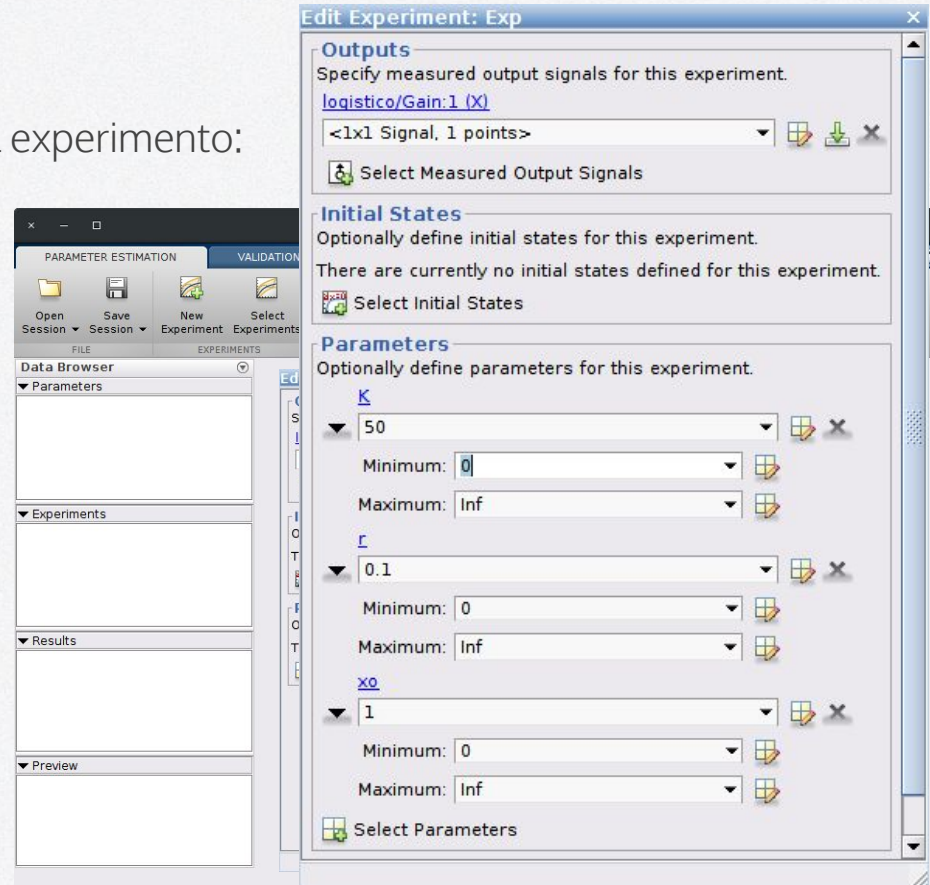 experimento:
PARAMETER ESTIMATION
VALIDATION
Open Session
Save Session
New Experiment
Select Experiments
FILE
EXPERIMENTS
Data Browser
Parameters
Experiments
Results
Preview
Edit Experiment: Exp
Outputs
Specify measured output signals for this experiment.
logistico/Gain:1 (X)
<1x1 Signal, 1 points>
Select Measured Output Signals
Initial States
Optionally define initial states for this experiment.
There are currently no initial states defined for this experiment.
Select Initial States
Parameters
Optionally define parameters for this experiment.
K
50
Minimum: 0
Maximum: Inf
r
0.1
Minimum: 0
Maximum: Inf
xo
1
Minimum: 0
Maximum: Inf
Select Parameters